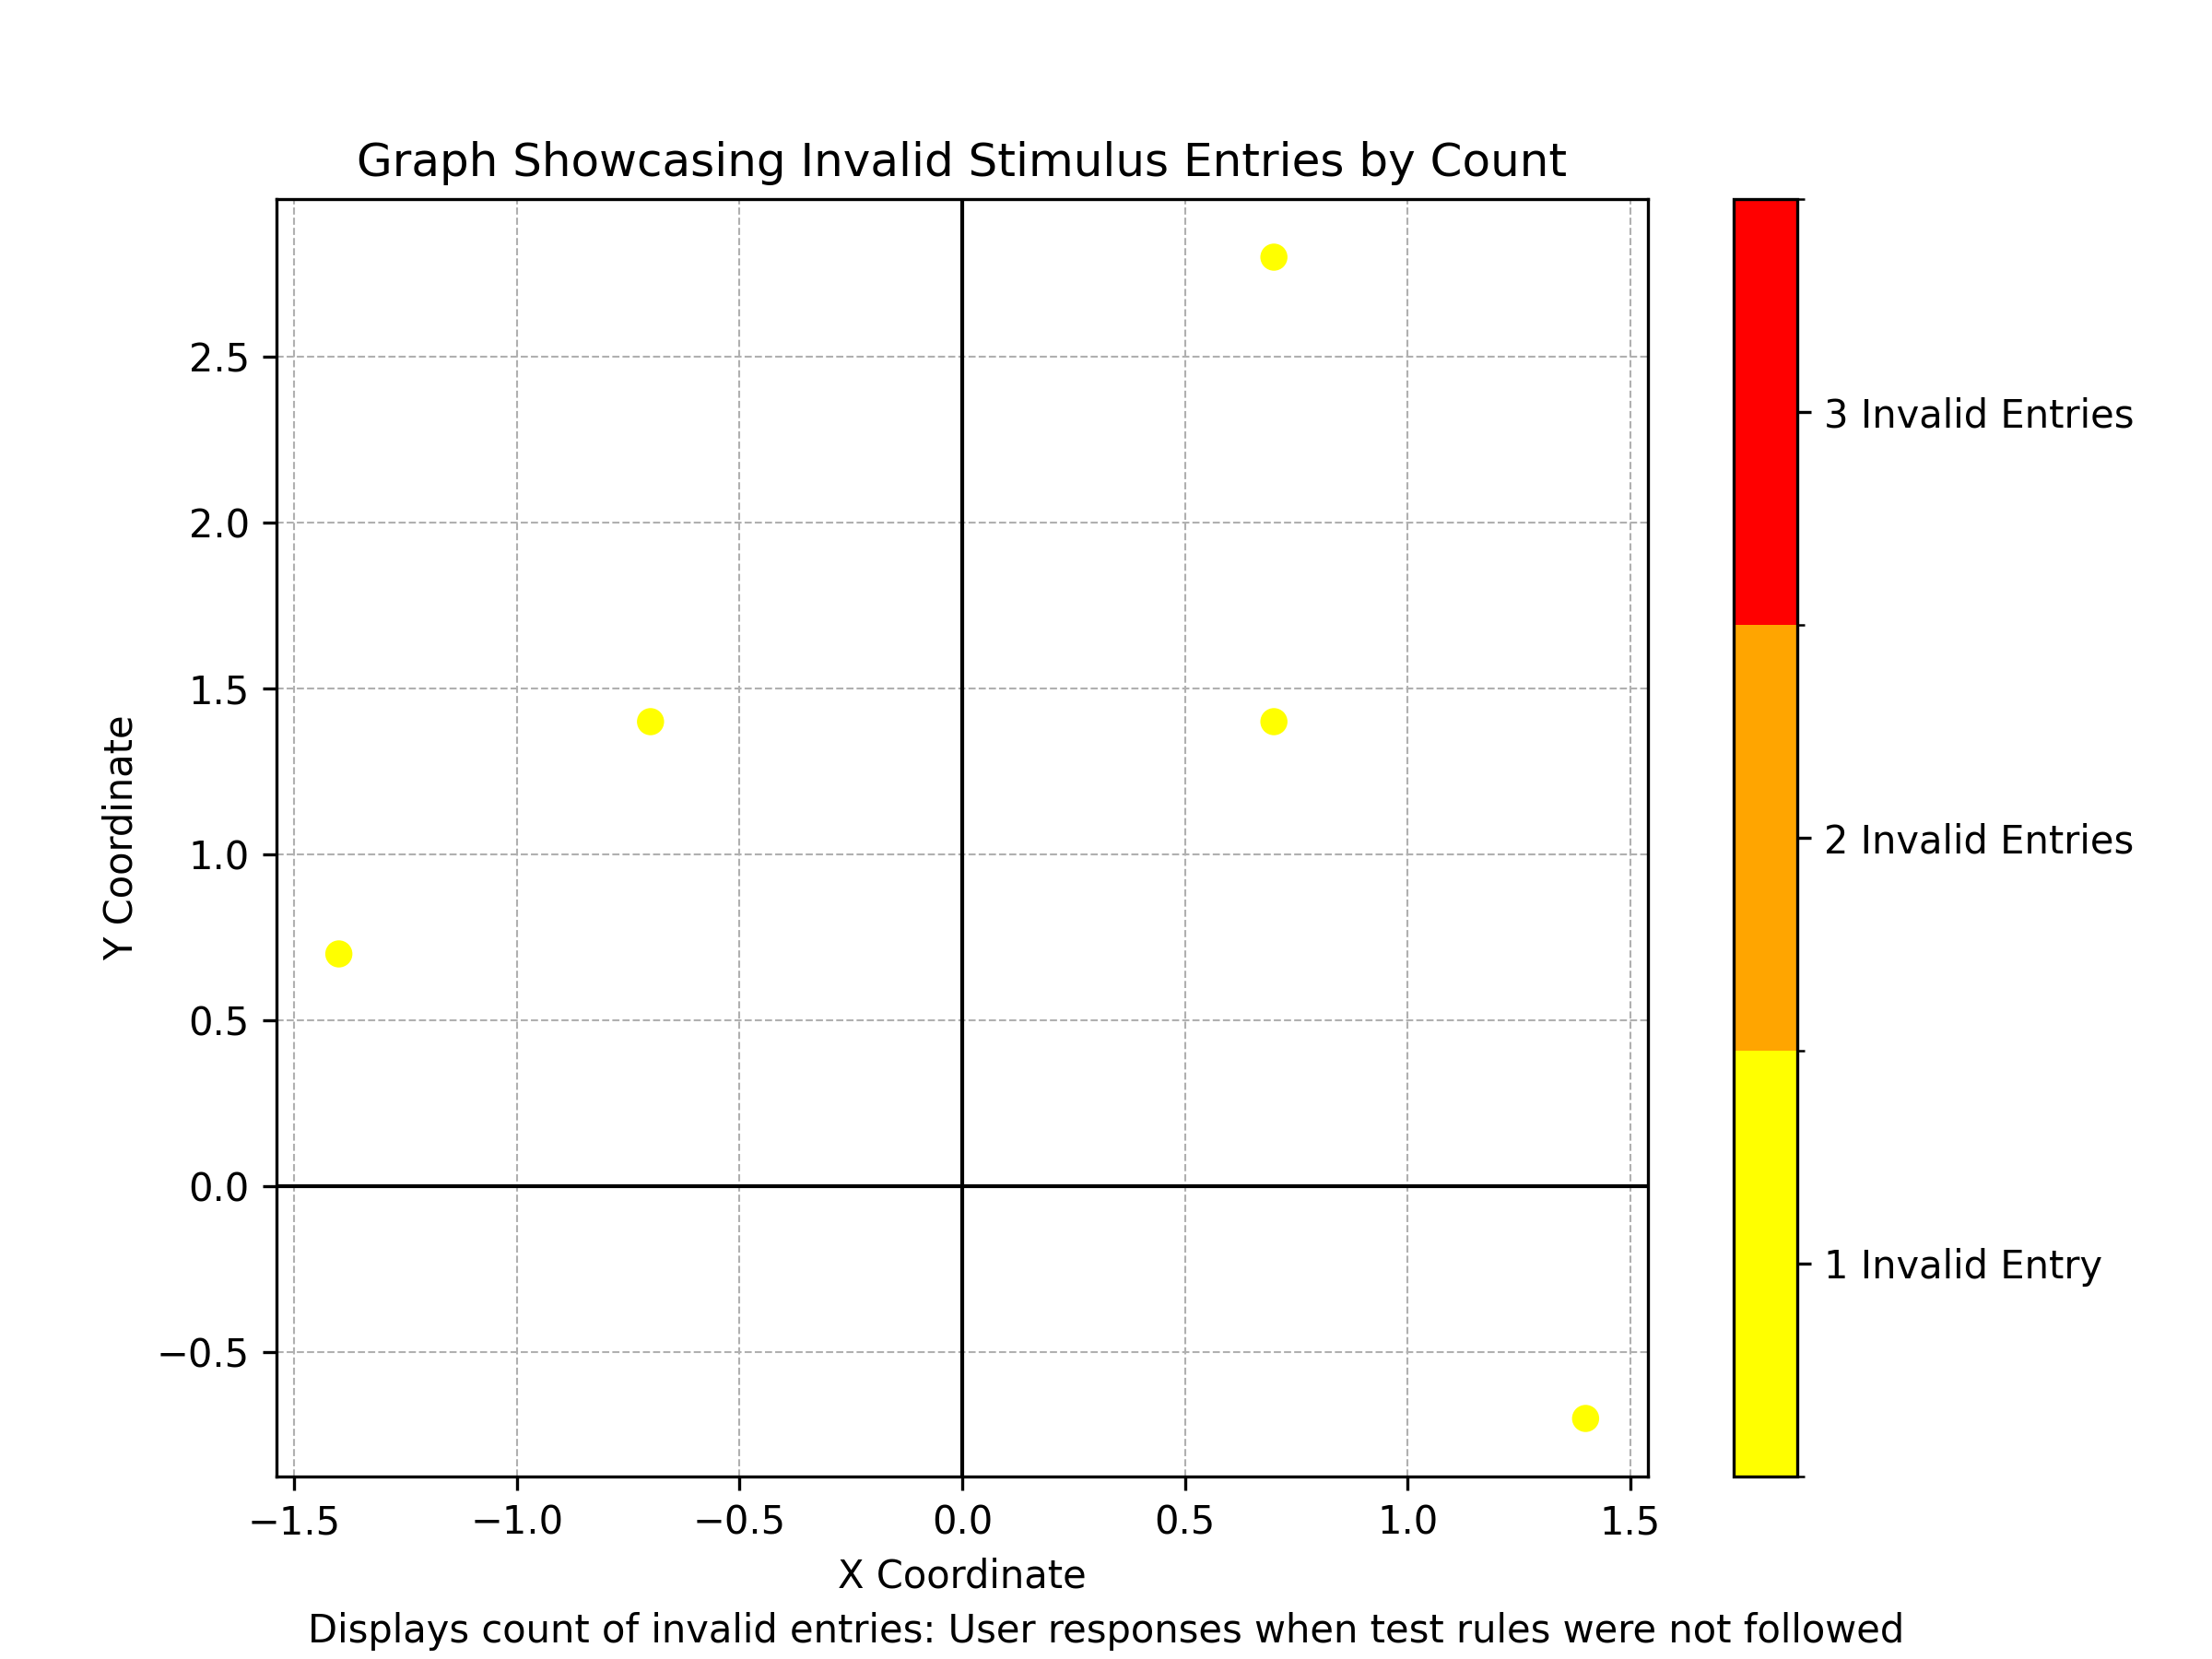 Graph Showcasing Invalid Stimulus Entries by Count
2.5
2.0
1.5
1.0
0.5
0.0
−0.5
Y Coordinate
−1.5 −1.0 −0.5 0.0 0.5 1.0 1.5
X Coordinate
3 Invalid Entries
2 Invalid Entries
1 Invalid Entry
Displays count of invalid entries: User responses when test rules were not followed